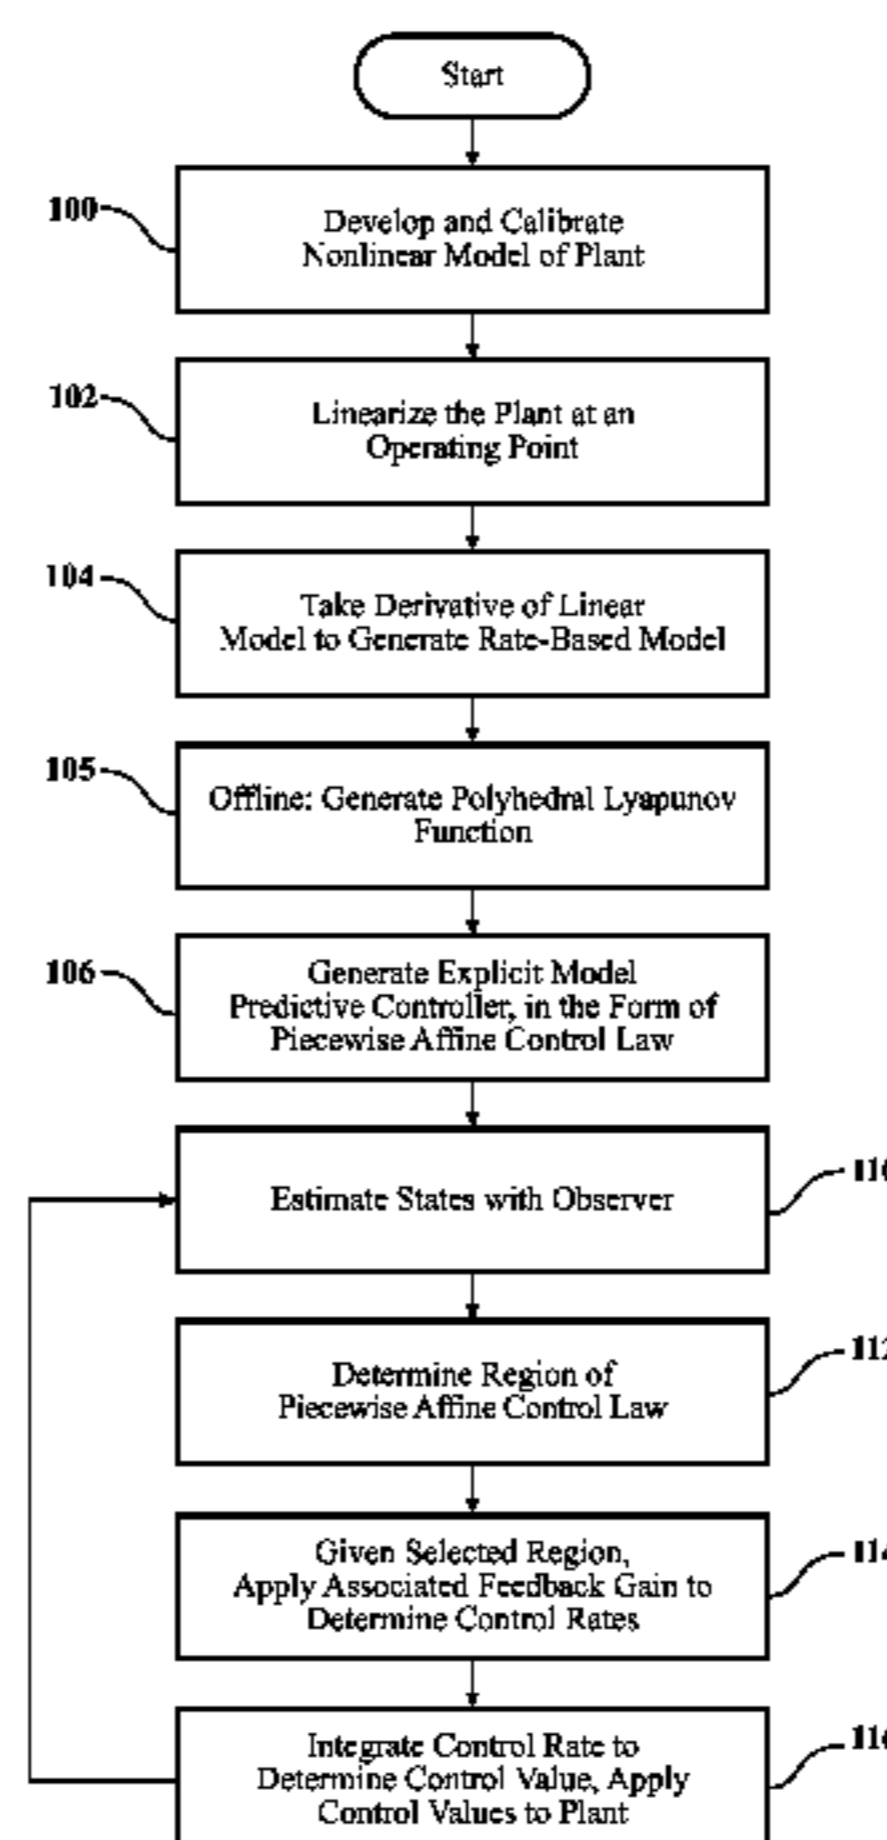 Start
100
Develop and Calibrate
Nonlinear Model of Plant
102
Linearize the Plant at an
Operating Point
104
Take Derivative of Linear
Model to Generate Rate-Based Model
105
Offline: Generate Polyhedral Lyapunov
Function
106
Generate Explicit Model
Predictive Controller, in the Form of
Piecewise Affine Control Law
Estimate States with Observer
112
Determine Region of
Piecewise Affine Control Law
114
Given Selected Region,
Apply Associated Feedback Gain to
Determine Control Rates
116
Integrate Control Rate to
Determine Control Value, Apply
Control Values to Plant